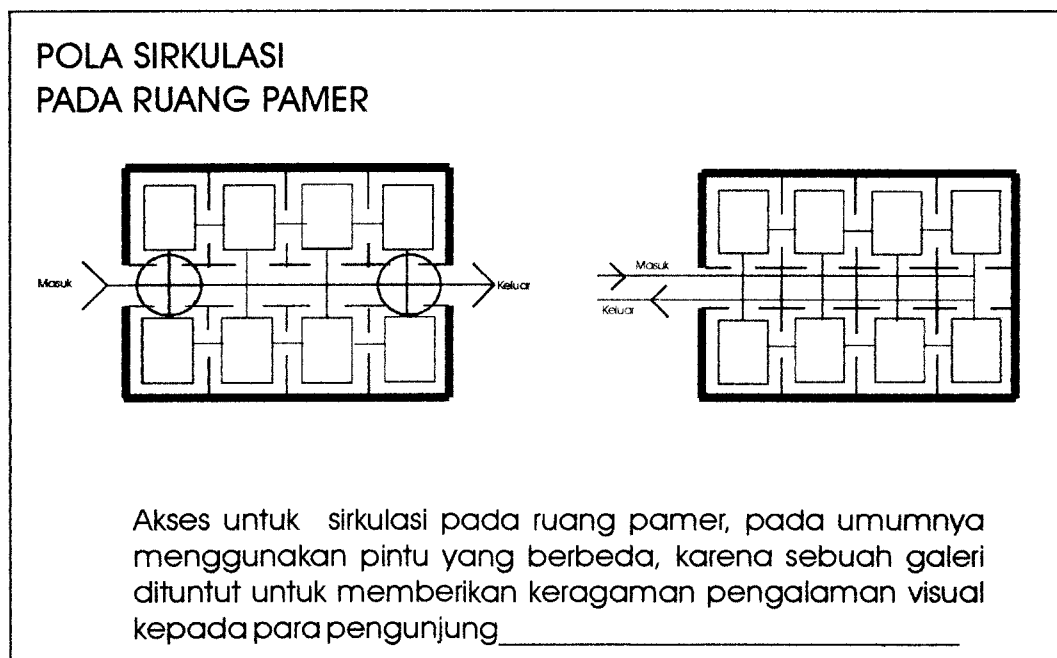 POLA SIRKULASI
PADA RUANG PAMER
Masuk
Keluar
Masuk
Keluar
Akses untuk sirkulasi pada ruang pamer, pada umumnya
menggunakan pintu yang berbeda, karena sebuah galeri
dituntut untuk memberikan keragaman pengalaman visual
kepada para pengunjung